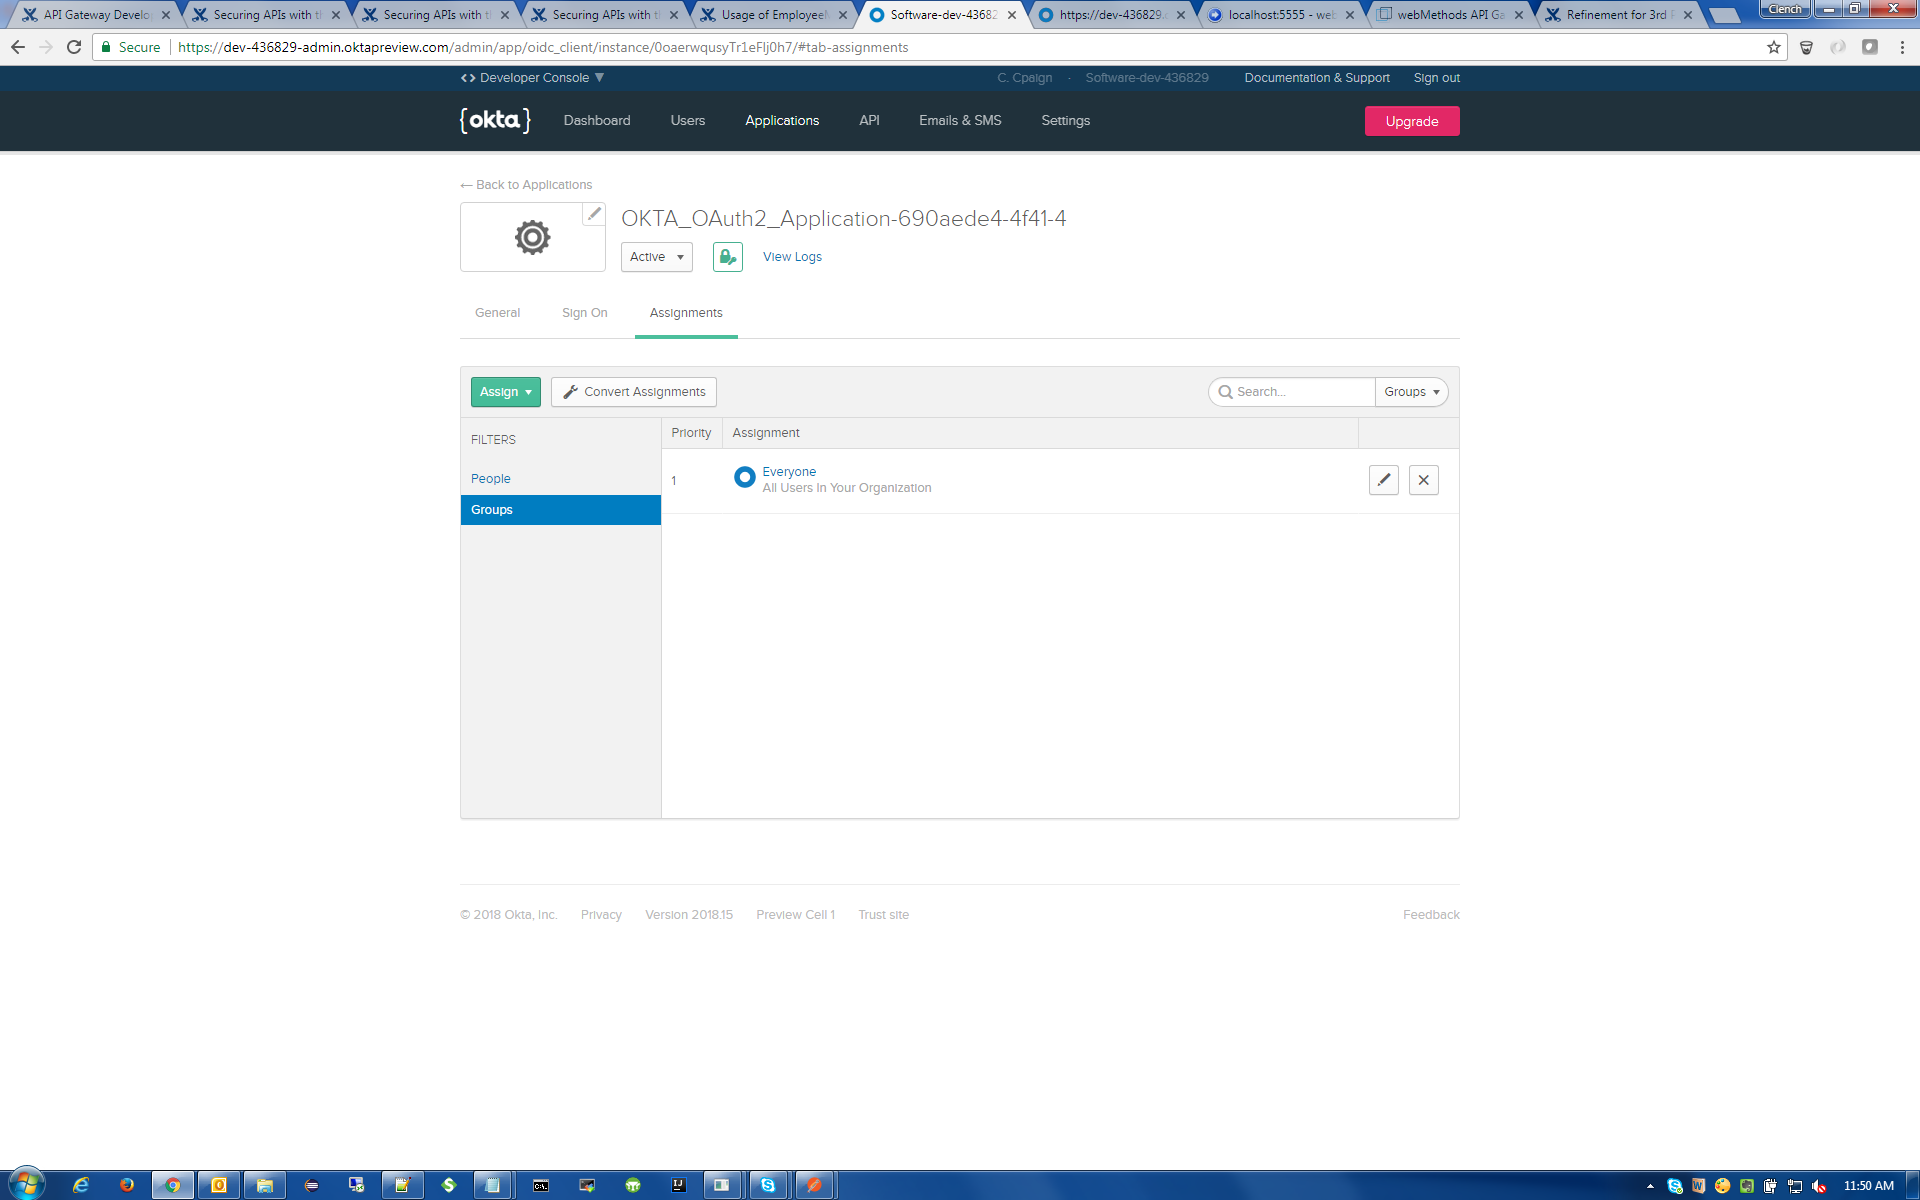 API Gateway Develo
Securing APIs with t
Securing APIs with t
Securing APIs with t
Usage of Employee
Software-dev-43682
https://dev-436829.
localhost:5555 - we
webMethods API Ga
Refinement for 3rd
Clench
Secure
https://dev-436829-admin.oktapreview.com/admin/app/oidc_client/instance/0oaerwqusyTr1eFlj0h7/#tab-assignments
<> Developer Console ▼
C. Cpaign · Software-dev-436829
Documentation & Support
Sign out
{okta}
Dashboard
Users
Applications
API
Emails & SMS
Settings
Upgrade
← Back to Applications
OKTA_OAuth2_Application-690aede4-4f41-4
Active
View Logs
General
Sign On
Assignments
Assign
Convert Assignments
Search...
Groups
FILTERS
People
Groups
Priority
Assignment
1
Everyone
All Users In Your Organization
© 2018 Okta, Inc.
Privacy
Version 2018.15
Preview Cell 1
Trust site
Feedback
11:50 AM